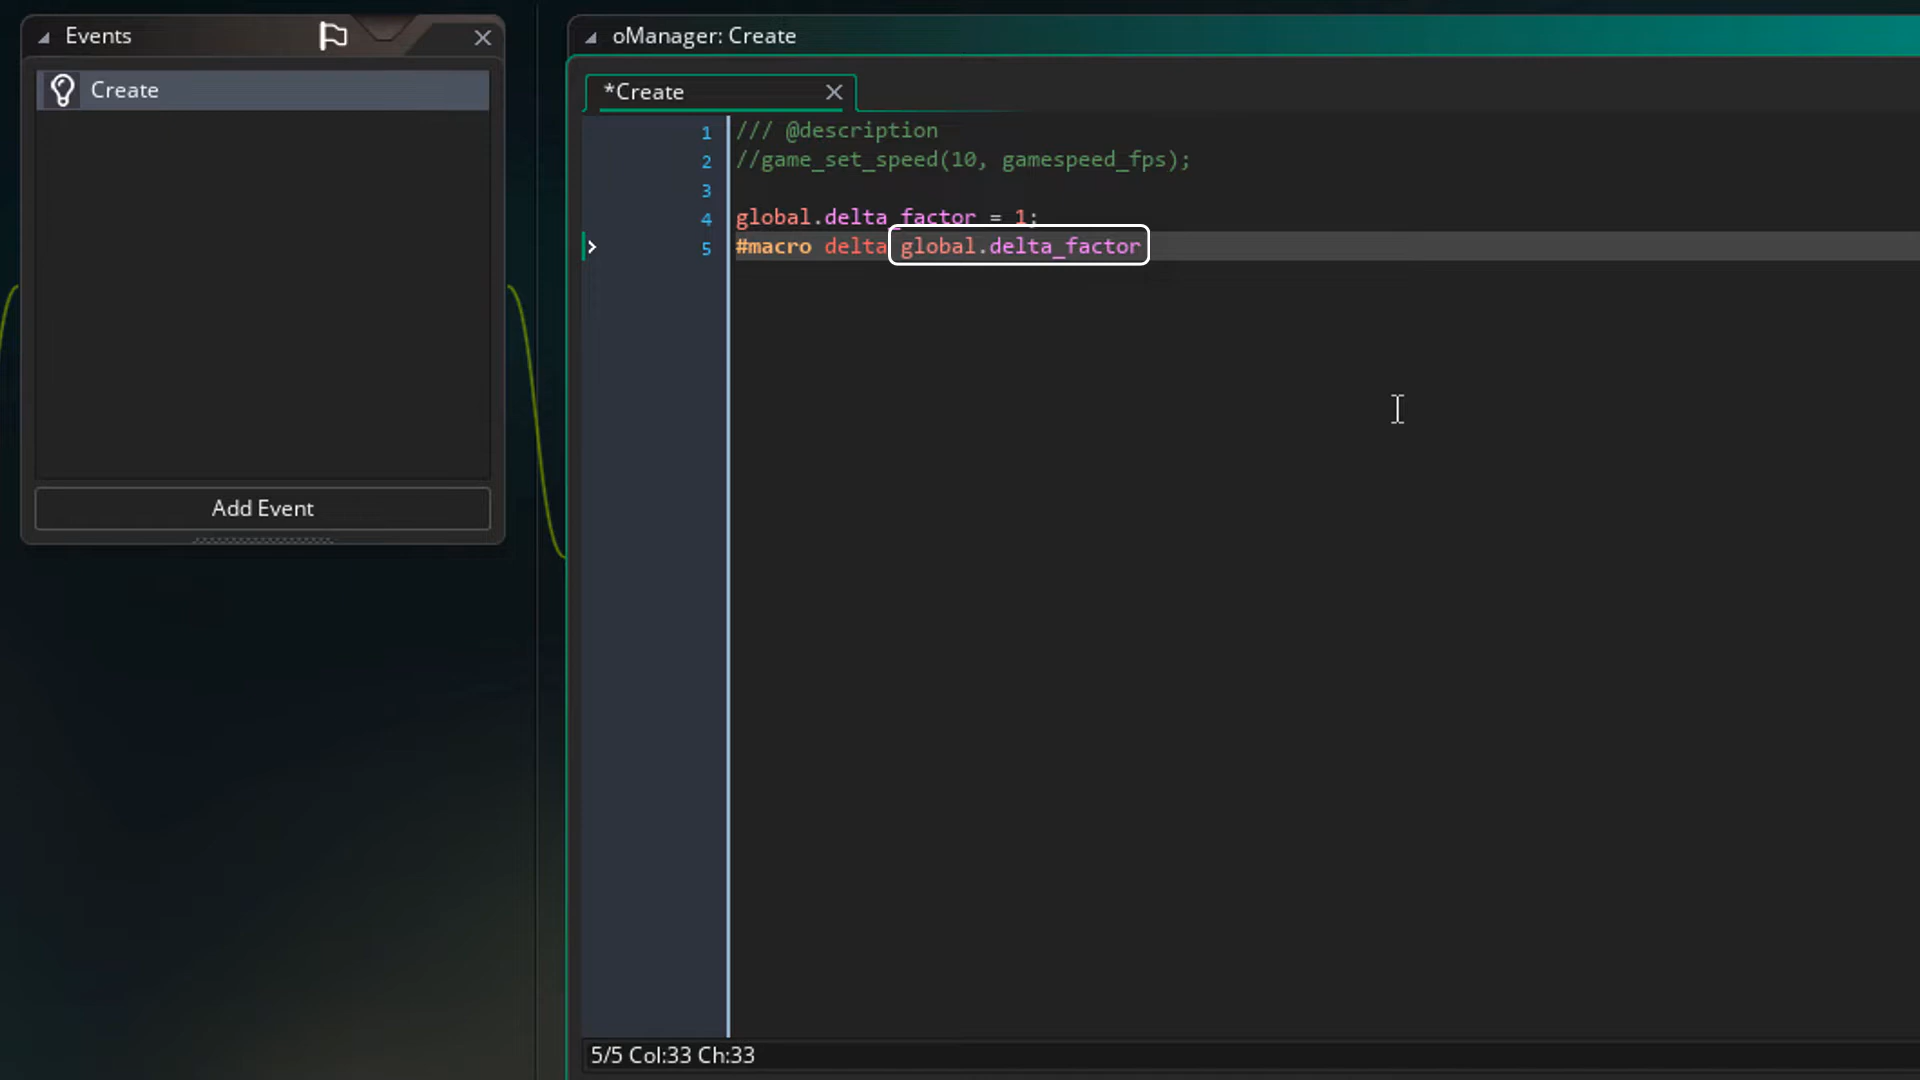 Events
Create
Add Event
oManager: Create
*Create
1 /// @description
2 //game_set_speed(10, gamespeed_fps);
3
4 global.delta_factor = 1;
5 #macro delta global.delta_factor
5/5 Col:33 Ch:33